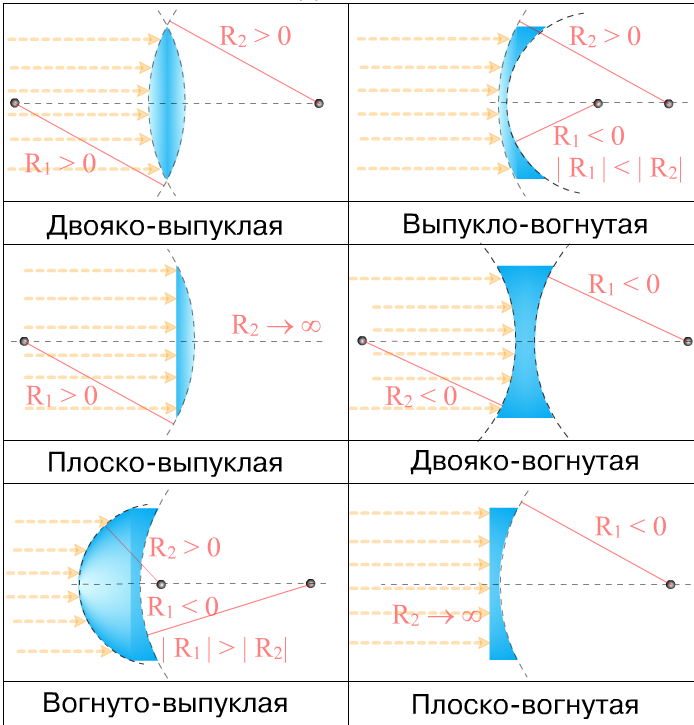 R₂ > 0
R₁ > 0
Двояко-выпуклая
R₂ > 0
R₁ < 0
| R₁ | < | R₂ |
Выпукло-вогнутая
R₂ → ∞
R₁ > 0
Плоско-выпуклая
R₁ < 0
R₂ < 0
Двояко-вогнутая
R₂ > 0
R₁ < 0
| R₁ | > | R₂ |
Вогнуто-выпуклая
R₁ < 0
R₂ → ∞
Плоско-вогнутая